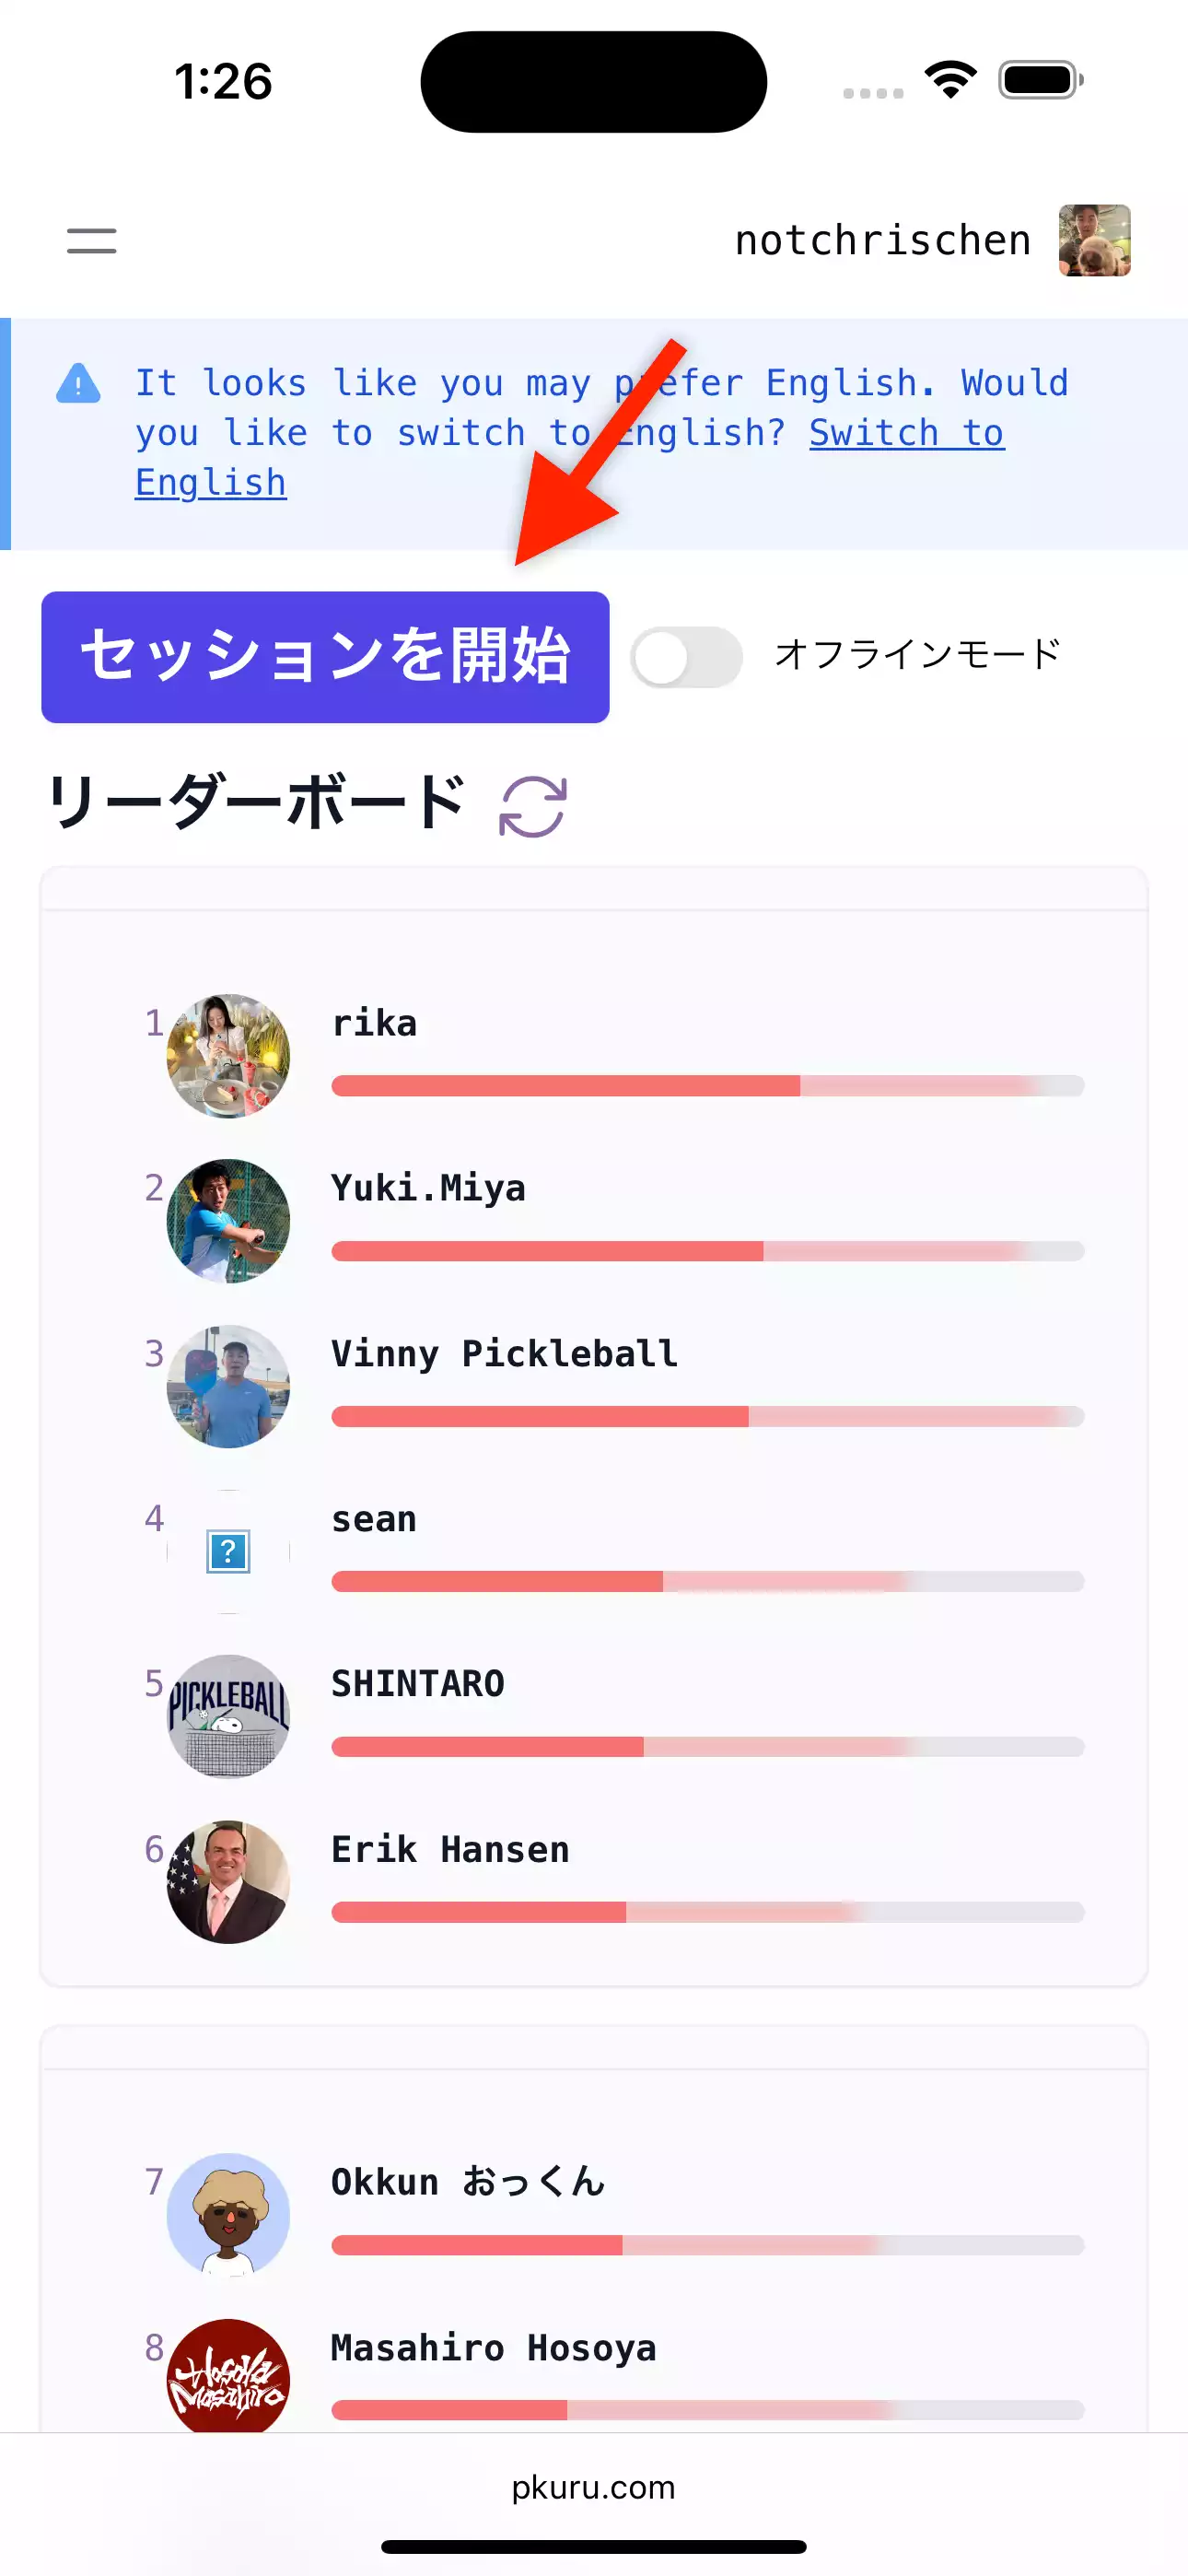 1:26
notchrischen
It looks like you may prefer English. Would
you like to switch to English? Switch to
English
セッションを開始
オフラインモード
リーダーボード
1 rika
2 Yuki.Miya
3 Vinny Pickleball
4 sean
?
5 SHINTARO
PICKLEBALL
6 Erik Hansen
7 Okkun おっくん
8 Masahiro Hosoya
Hosoya
Masahiro
pkuru.com